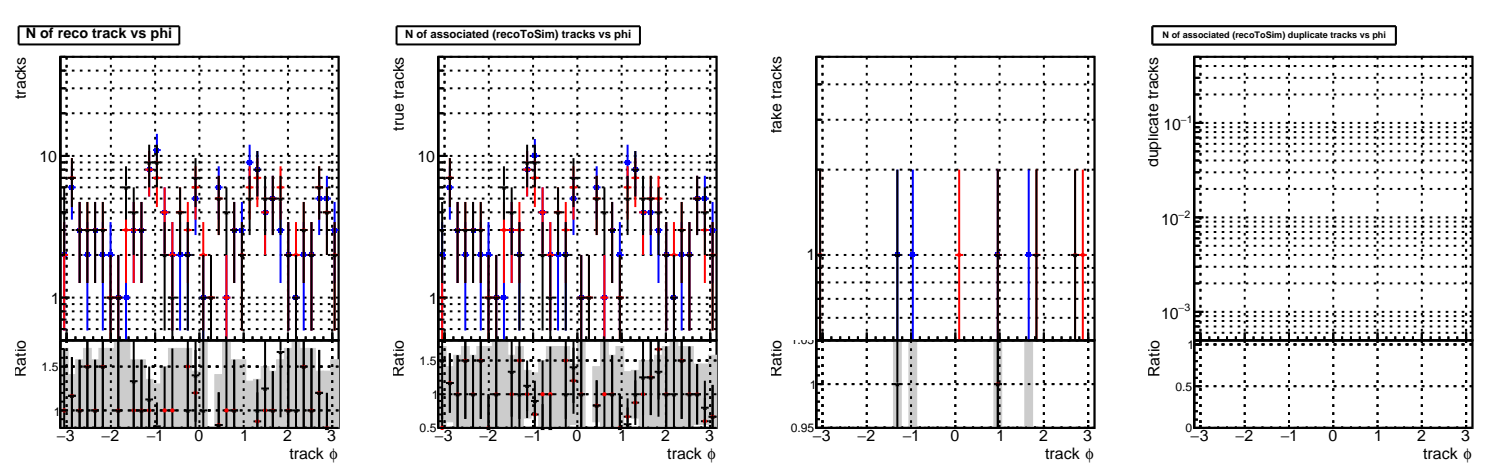 N of reco track vs phi
tracks
10
1
Ratio
1.5
1
−3 −2 −1 0 1 2 3
track ϕ
N of associated (recoToSim) tracks vs phi
true tracks
10
1
Ratio
1.5
1
0.5
−3 −2 −1 0 1 2 3
track ϕ
fake tracks
1
Ratio
1.05
1
0.95
−3 −2 −1 0 1 2 3
track ϕ
N of associated (recoToSim) duplicate tracks vs phi
duplicate tracks
10−1
10−2
10−3
Ratio
1
0.5
0
−3 −2 −1 0 1 2 3
track ϕ